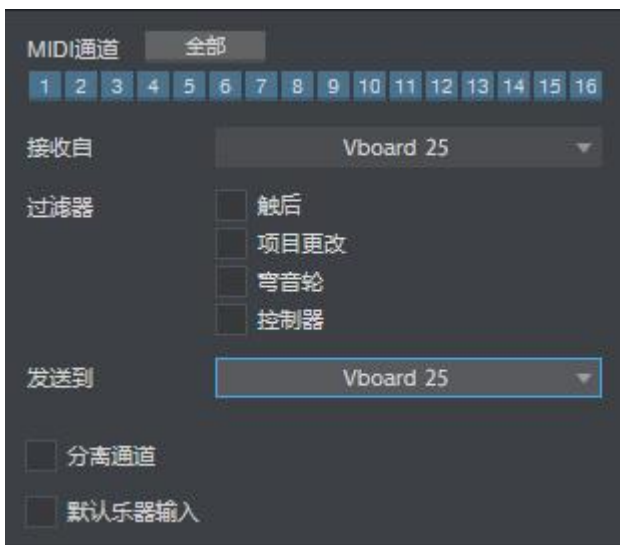 MIDI通道 全部
1 2 3 4 5 6 7 8 9 10 11 12 13 14 15 16
接收自 Vboard 25
过滤器 触后
项目更改
弯音轮
控制器
发送到 Vboard 25
分离通道
默认乐器输入